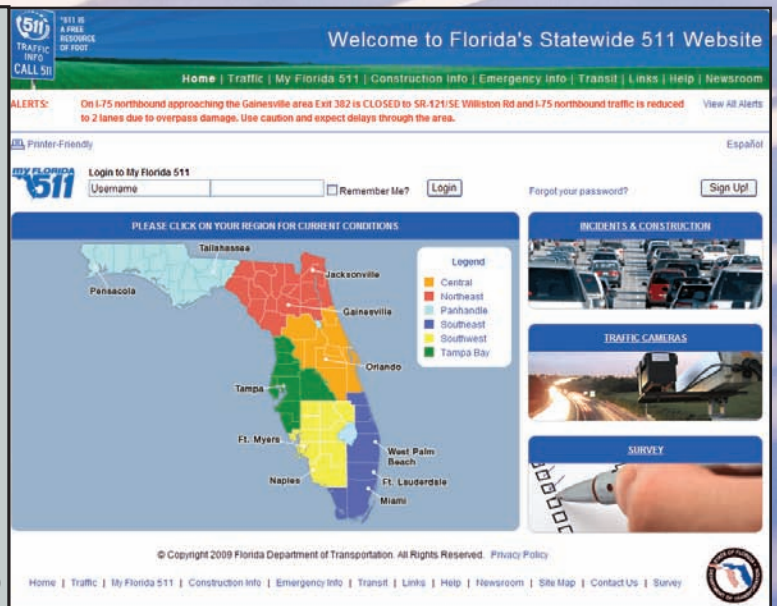 511
TRAFFIC
INFO
CALL 511
*511 IS
A FREE
RESOURCE
OF FDOT
Welcome to Florida's Statewide 511 Website
Home | Traffic | My Florida 511 | Construction Info | Emergency Info | Transit | Links | Help | Newsroom
ALERTS:
On I-75 northbound approaching the Gainesville area Exit 382 is CLOSED to SR-121/SE Williston Rd and I-75 northbound traffic is reduced
to 2 lanes due to overpass damage. Use caution and expect delays through the area.
View All Alerts
Printer-Friendly
Español
MY FLORIDA
511
Login to My Florida 511
Username
Remember Me?
Login
Forgot your password?
Sign Up!
PLEASE CLICK ON YOUR REGION FOR CURRENT CONDITIONS
Tallahassee
Pensacola
Jacksonville
Gainesville
Orlando
Tampa
Ft. Myers
Naples
West Palm
Beach
Ft. Lauderdale
Miami
Legend
Central
Northeast
Panhandle
Southeast
Southwest
Tampa Bay
INCIDENTS & CONSTRUCTION
TRAFFIC CAMERAS
SURVEY
© Copyright 2009 Florida Department of Transportation. All Rights Reserved. Privacy Policy
Home | Traffic | My Florida 511 | Construction Info | Emergency Info | Transit | Links | Help | Newsroom | Site Map | Contact Us | Survey
STATE OF FLORIDA
DEPARTMENT OF TRANSPORTATION